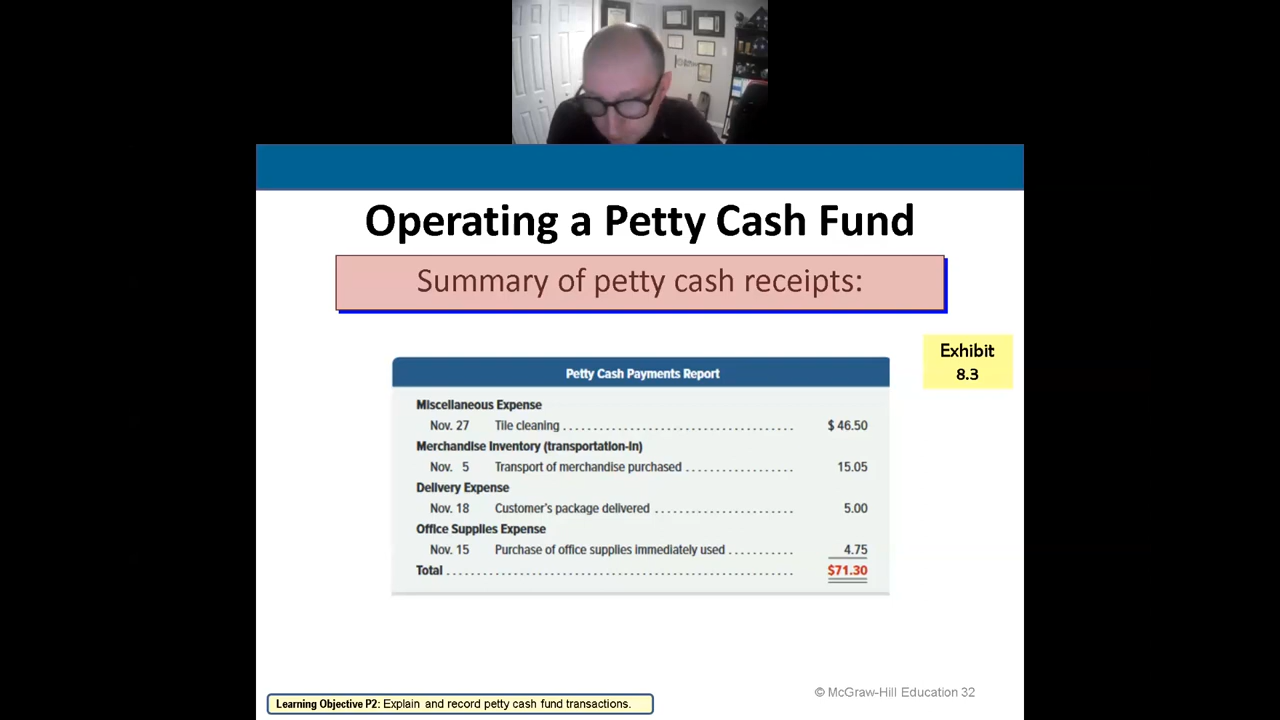 Operating a Petty Cash Fund
Summary of petty cash receipts:
Exhibit
8.3
Petty Cash Payments Report
Miscellaneous Expense
Nov. 27 Tile cleaning ........................................ $ 46.50
Merchandise Inventory (transportation-in)
Nov. 5 Transport of merchandise purchased .................. 15.05
Delivery Expense
Nov. 18 Customer's package delivered ........................ 5.00
Office Supplies Expense
Nov. 15 Purchase of office supplies immediately used ........... 4.75
Total ............................................................ $71.30
© McGraw-Hill Education 32
Learning Objective P2: Explain and record petty cash fund transactions.